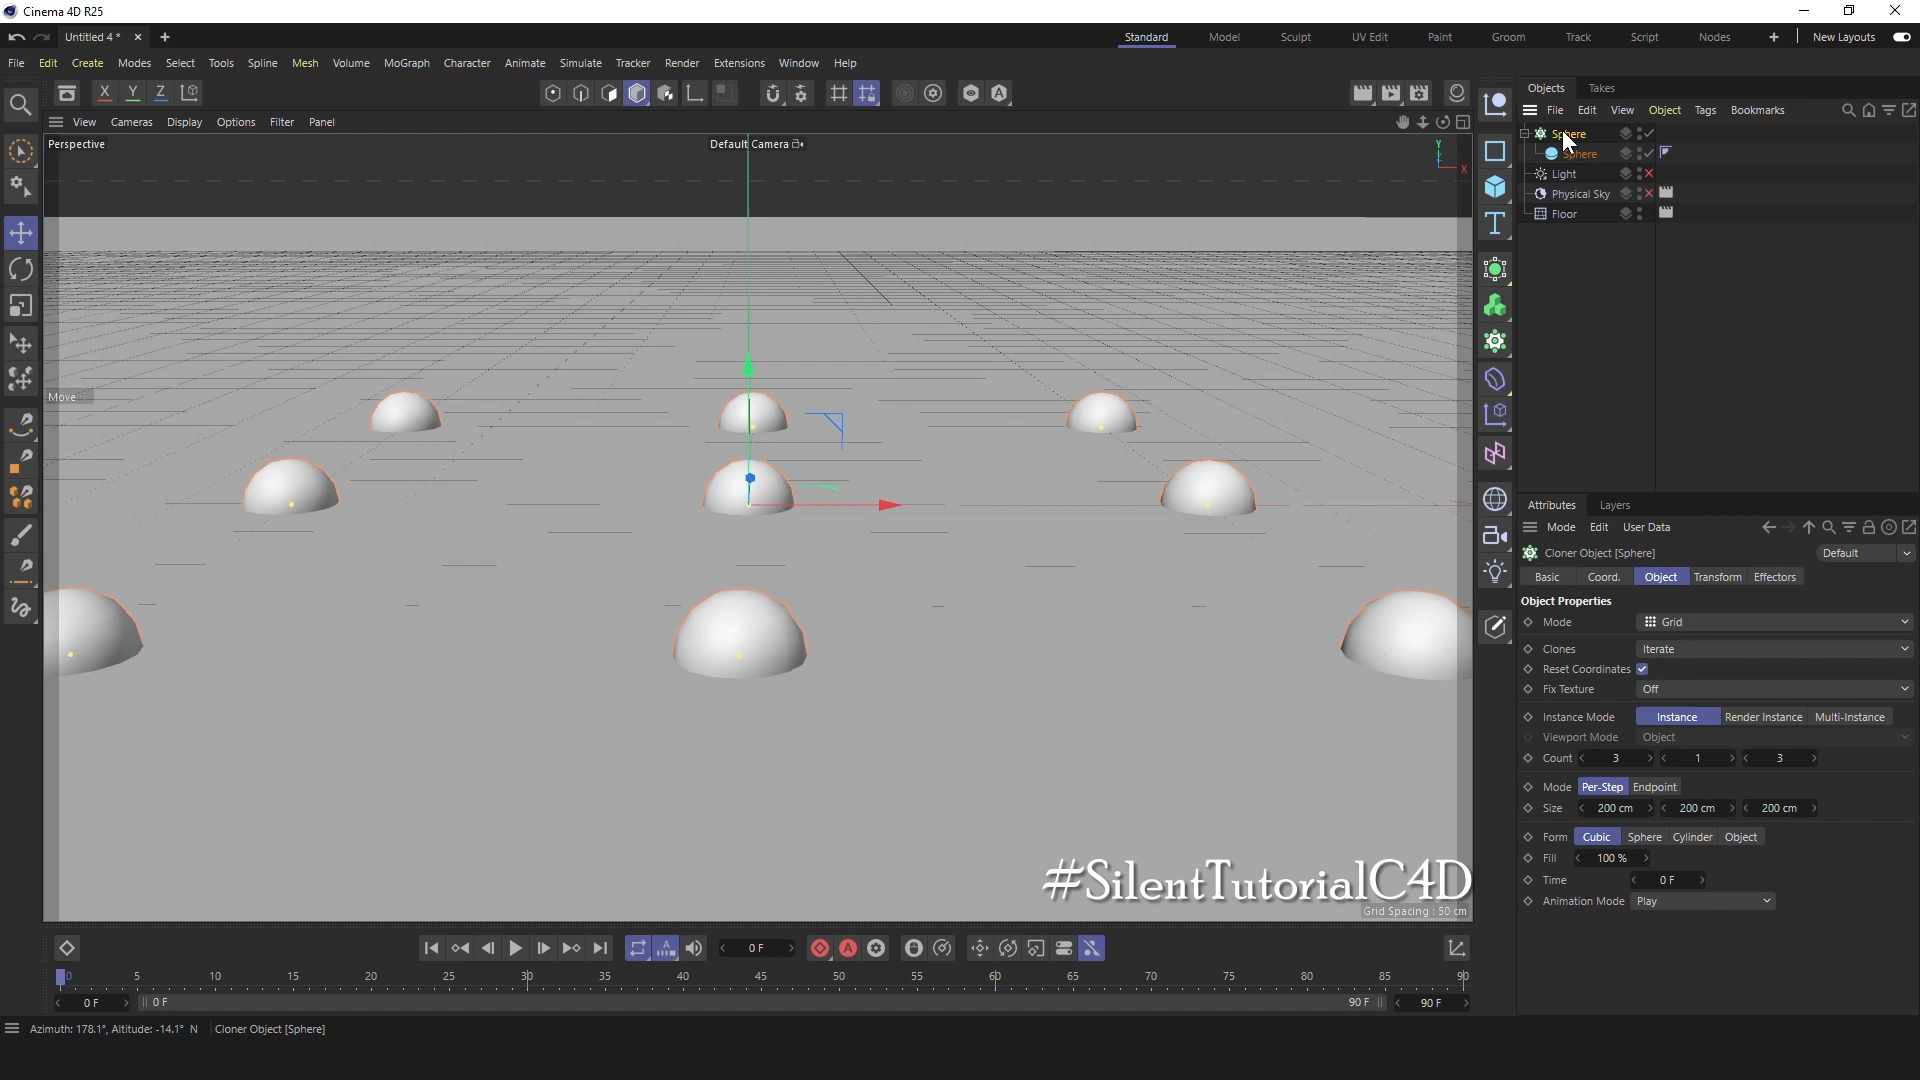 Cinema 4D R25
Untitled 4 *
Standard Model Sculpt UV Edit Paint Groom Track Script Nodes New Layouts
File Edit Create Modes Select Tools Spline Mesh Volume MoGraph Character Animate Simulate Tracker Render Extensions Window Help
X Y Z
View Cameras Display Options Filter Panel
Perspective
Default Camera
Y
Z
X
Move
#SilentTutorialC4D
Grid Spacing : 50 cm
Objects Takes
File Edit View Object Tags Bookmarks
Sphere
Sphere
Light
Physical Sky
Floor
Attributes Layers
Mode Edit User Data
Cloner Object [Sphere] Default
Basic Coord. Object Transform Effectors
Object Properties
Mode Grid
Clones Iterate
Reset Coordinates
Fix Texture Off
Instance Mode Instance Render Instance Multi-Instance
Viewport Mode Object
Count 3 1 3
Mode Per-Step Endpoint
Size 200 cm 200 cm 200 cm
Form Cubic Sphere Cylinder Object
Fill 100 %
Time 0 F
Animation Mode Play
0 F
0 5 10 15 20 25 30 35 40 45 50 55 60 65 70 75 80 85 90
0 F 0 F 90 F 90 F
Azimuth: 178.1°, Altitude: -14.1° N Cloner Object [Sphere]